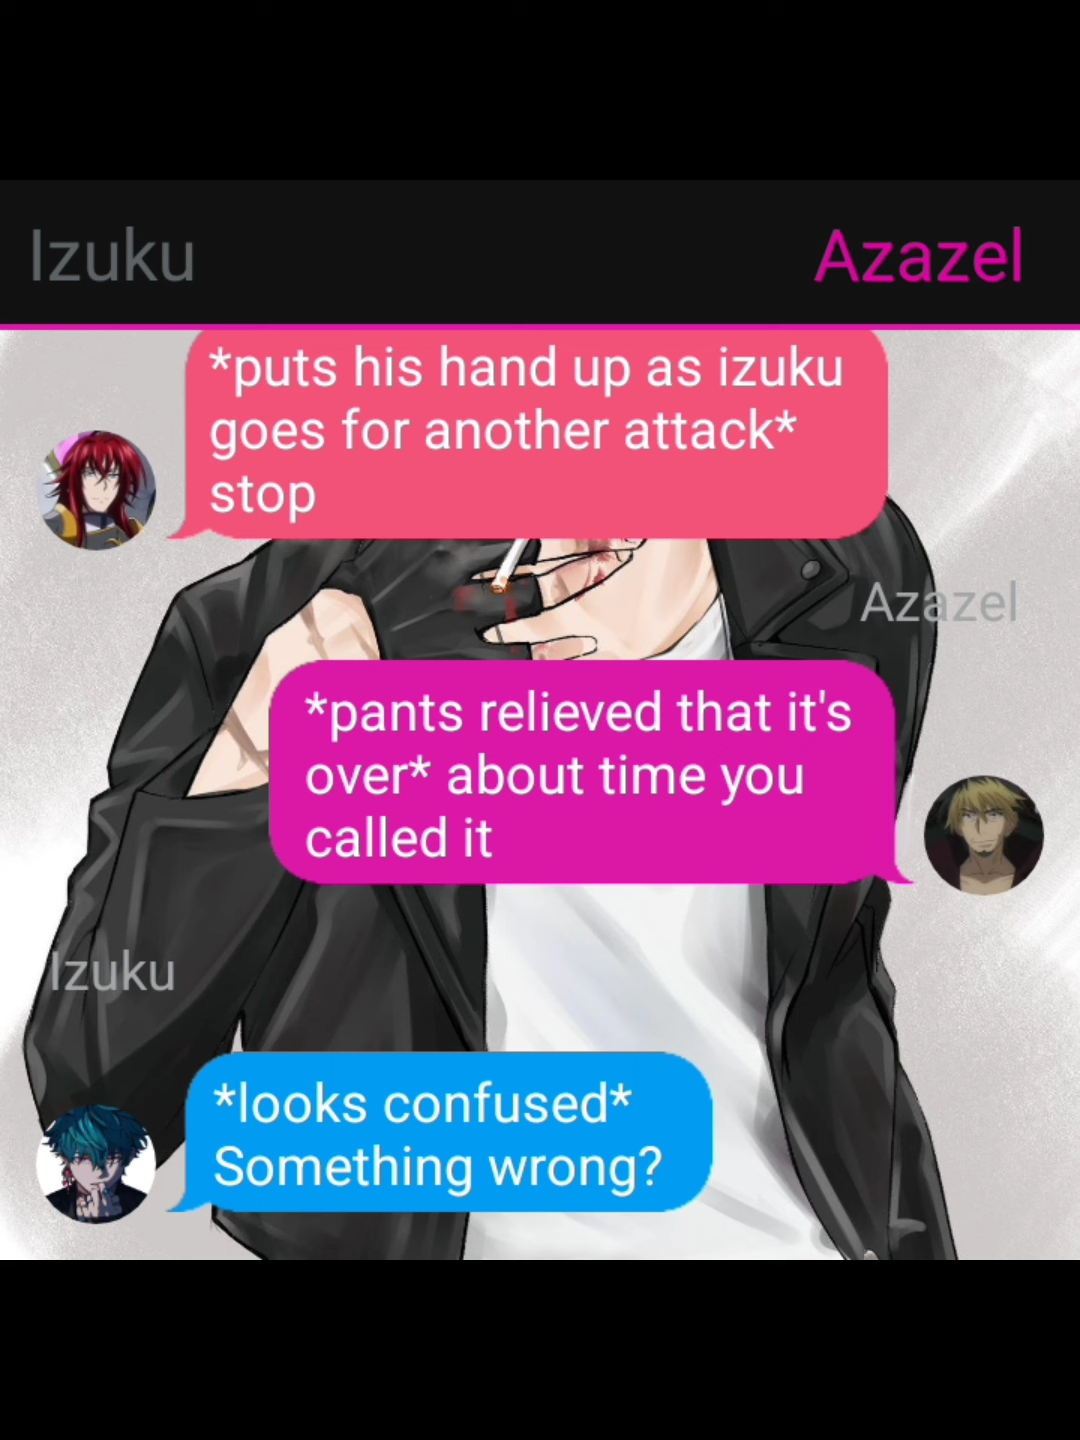 Izuku
Azazel
*puts his hand up as izuku
goes for another attack*
stop
Azazel
*pants relieved that it's
over* about time you
called it
Izuku
*looks confused*
Something wrong?